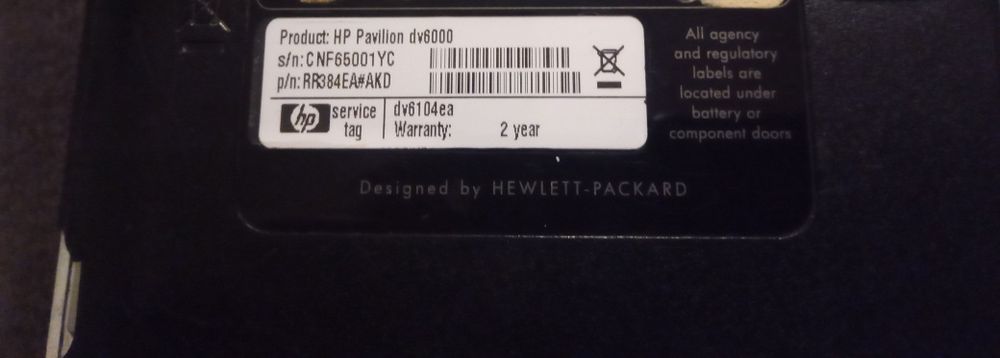 Product: HP Pavilion dv6000
s/n: CNF65001YC
p/n: RR384EA#AKD
hp service tag
dv6104ea
Warranty: 2 year
All agency
and regulatory
labels are
located under
battery or
component doors
Designed by HEWLETT-PACKARD